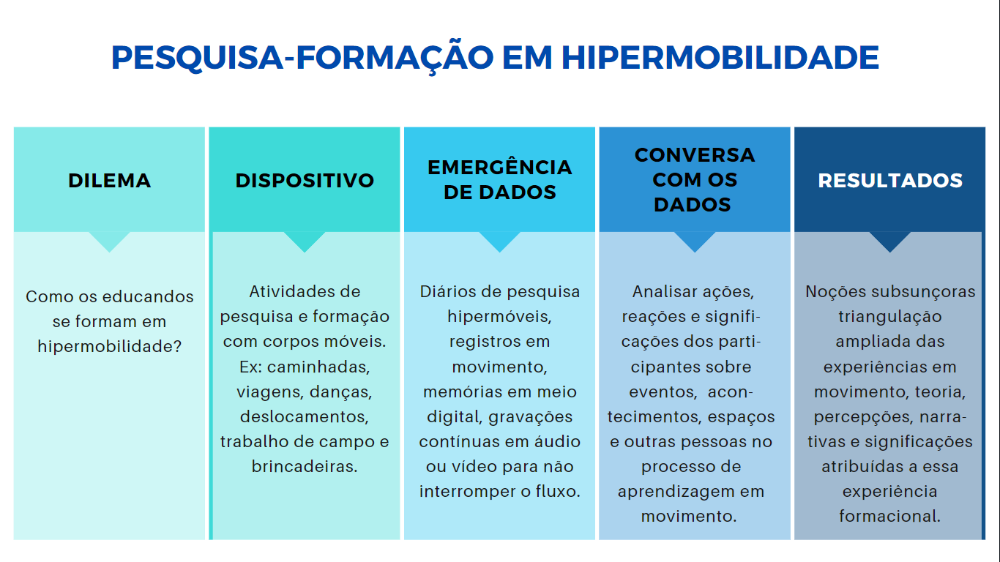 PESQUISA-FORMAÇÃO EM HIPERMOBILIDADE
DILEMA
Como os educandos
se formam em
hipermobilidade?
DISPOSITIVO
Atividades de
pesquisa e formação
com corpos móveis.
Ex: caminhadas,
viagens, danças,
deslocamentos,
trabalho de campo e
brincadeiras.
EMERGÊNCIA
DE DADOS
Diários de pesquisa
hipermóveis,
registros em
movimento,
memórias em meio
digital, gravações
contínuas em áudio
ou vídeo para não
interromper o fluxo.
CONVERSA
COM OS
DADOS
Analisar ações,
reações e signifi-
cações dos parti-
cipantes sobre
eventos, acon-
tecimentos, espaços
e outras pessoas no
processo de
aprendizagem em
movimento.
RESULTADOS
Noções subsunçoras
triangulação
ampliada das
experiências em
movimento, teoria,
percepções, narra-
tivas e significações
atribuídas a essa
experiência
formacional.